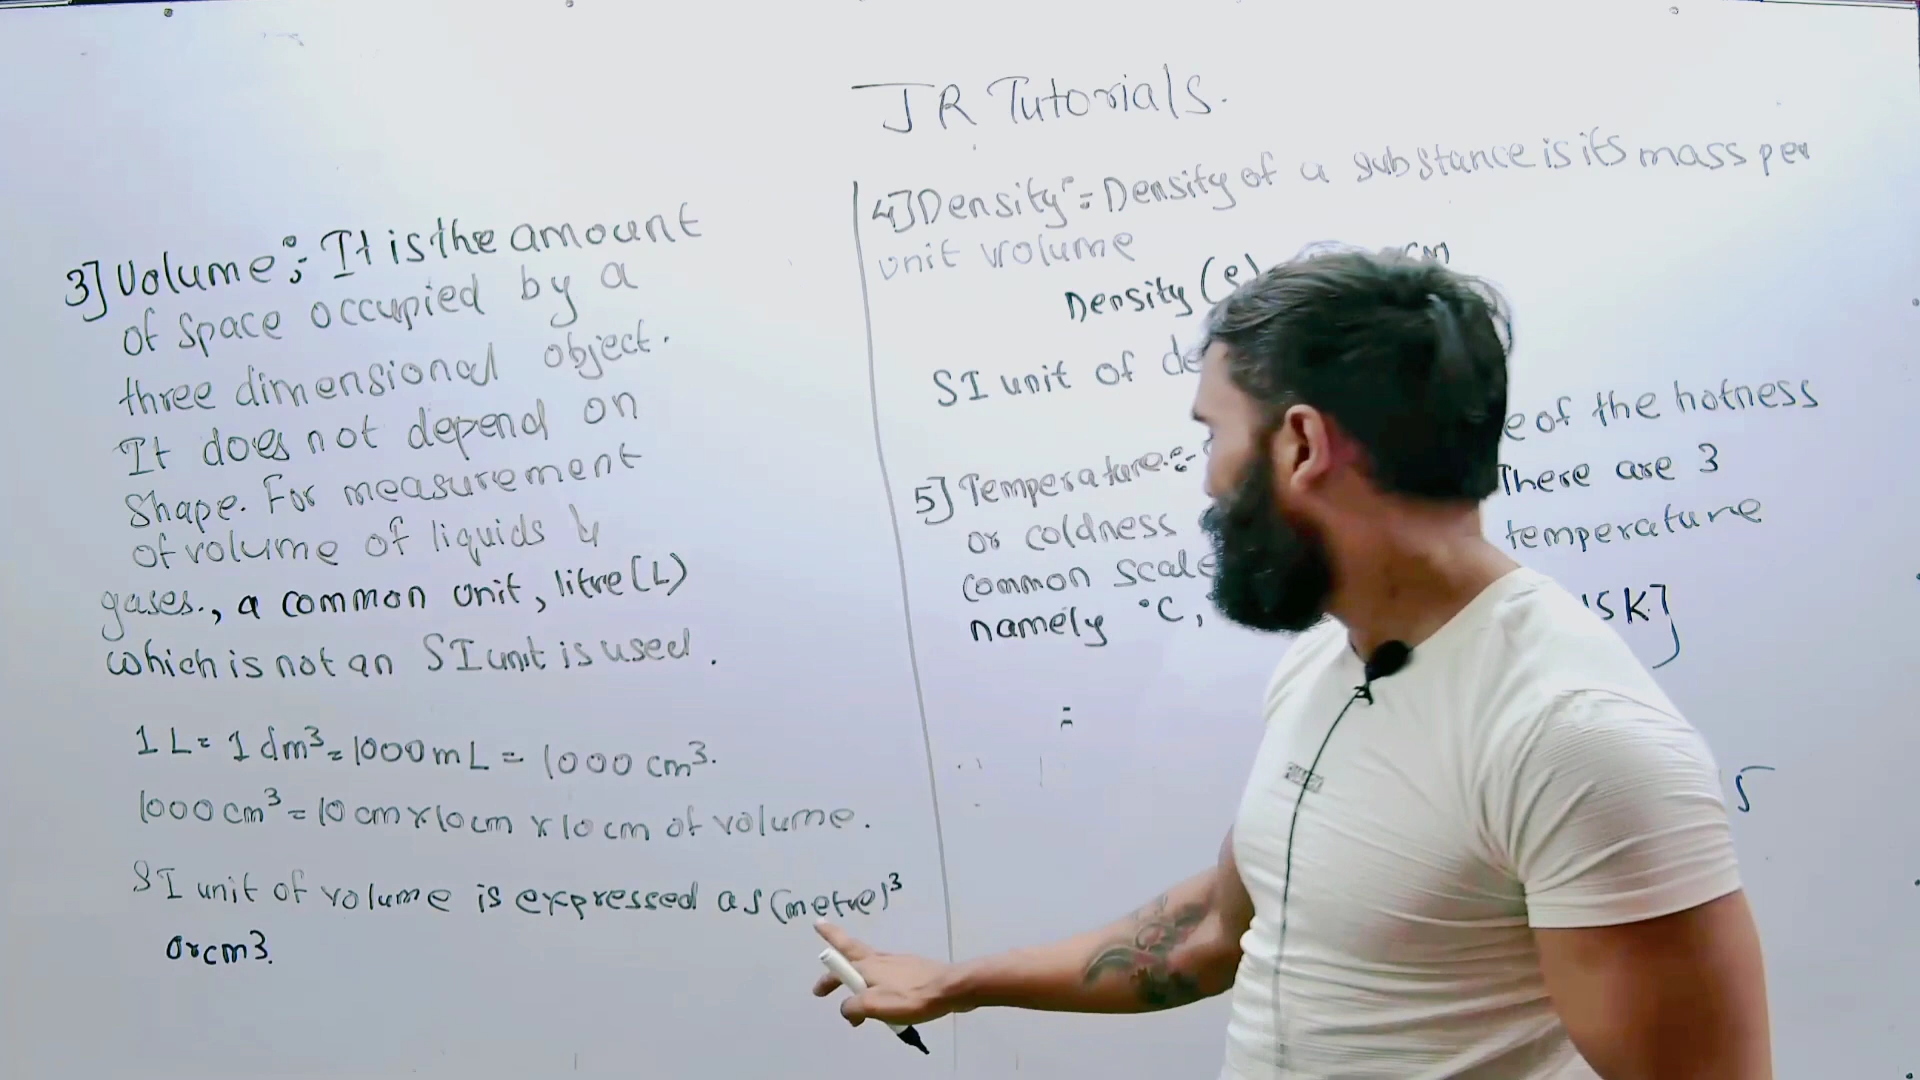 JR Tutorials.
3] Volume:- It is the amount
of space occupied by a
three dimensional object.
It does not depend on
Shape. For measurement
of volume of liquids &
gases., a common unit, litre (L)
which is not an SI unit is used.
1 L = 1 dm³ = 1000 mL = 1000 cm³.
1000 cm³ = 10 cm x 10 cm x 10 cm of volume.
SI unit of volume is expressed as (metre)³
or cm3.
4] Density:= Density of a substance is its mass per
unit volume
Density (
SI unit of de
5] Temperature:- e of the hotness
or coldness There are 3
common scale temperature
namely °C, 15 K]
=
5